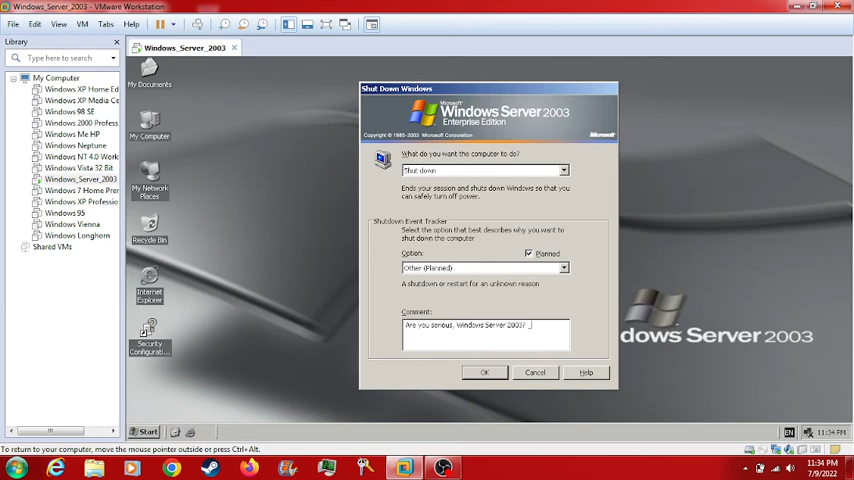 Windows_Server_2003 - VMware Workstation
File Edit View VM Tabs Help
Library
Windows_Server_2003
Type here to search
My Computer
Windows XP Home Ed
Windows XP Media Ce
Windows 98 SE
Windows 2000 Profess
Windows Me HP
Windows Neptune
Windows NT 4.0 Work
Windows Vista 32 Bit
Windows_Server_2003
Windows 7 Home Prer
Windows XP Professio
Windows 95
Windows Vienna
Windows Longhorn
Shared VMs
My Documents
My Computer
My Network
Places
Recycle Bin
Internet
Explorer
Security
Configurati...
Shut Down Windows
Microsoft
Windows Server 2003
Enterprise Edition
Copyright © 1985-2003 Microsoft Corporation
Microsoft
What do you want the computer to do?
Shut down
Ends your session and shuts down Windows so that you
can safely turn off power.
Shutdown Event Tracker
Select the option that best describes why you want to
shut down the computer
Option:
Planned
Other (Planned)
A shutdown or restart for an unknown reason
Comment:
Are you serious, Windows Server 2003? _
OK Cancel Help
dows Server 2003
Start
EN
11:34 PM
To return to your computer, move the mouse pointer outside or press Ctrl+Alt.
11:34 PM
7/9/2022